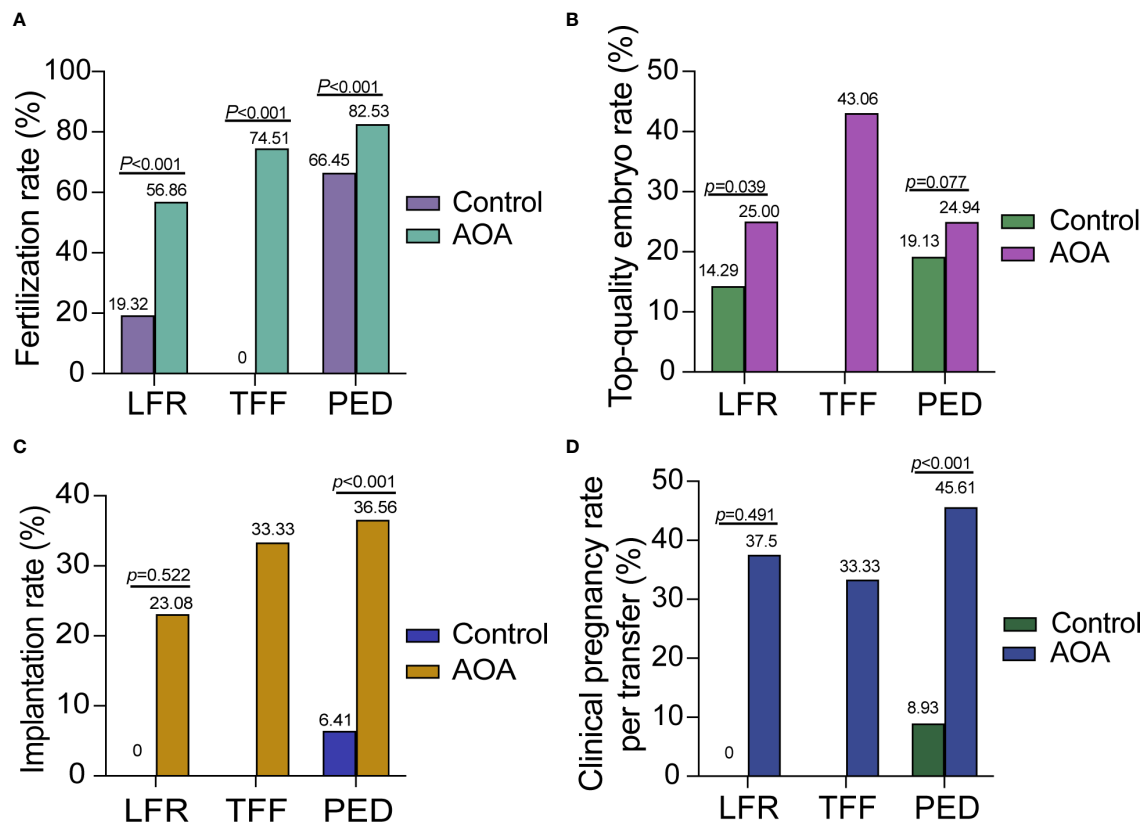 A
Fertilization rate (%)
100
80
60
40
20
0
P<0.001
P<0.001
P<0.001
19.32
56.86
0
74.51
66.45
82.53
LFR
TFF
PED
Control
AOA
B
Top-quality embryo rate (%)
50
40
30
20
10
0
p=0.039
p=0.077
14.29
25.00
43.06
19.13
24.94
LFR
TFF
PED
Control
AOA
C
Implantation rate (%)
40
30
20
10
0
p=0.522
p<0.001
0
23.08
33.33
6.41
36.56
LFR
TFF
PED
Control
AOA
D
Clinical pregnancy rate
per transfer (%)
50
40
30
20
10
0
p=0.491
p<0.001
0
37.5
33.33
8.93
45.61
LFR
TFF
PED
Control
AOA